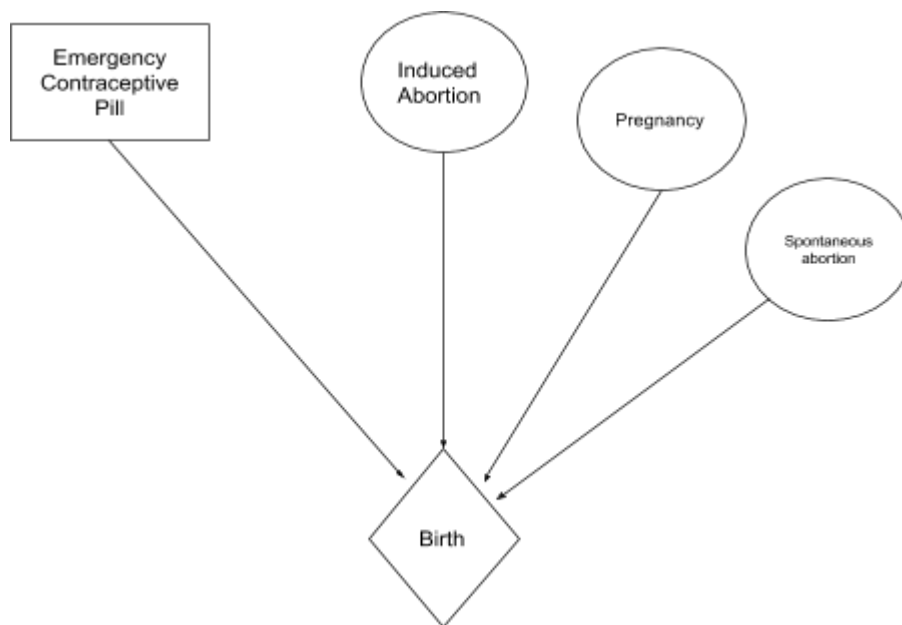 Emergency
Contraceptive
Pill
Induced
Abortion
Pregnancy
Spontaneous
abortion
Birth